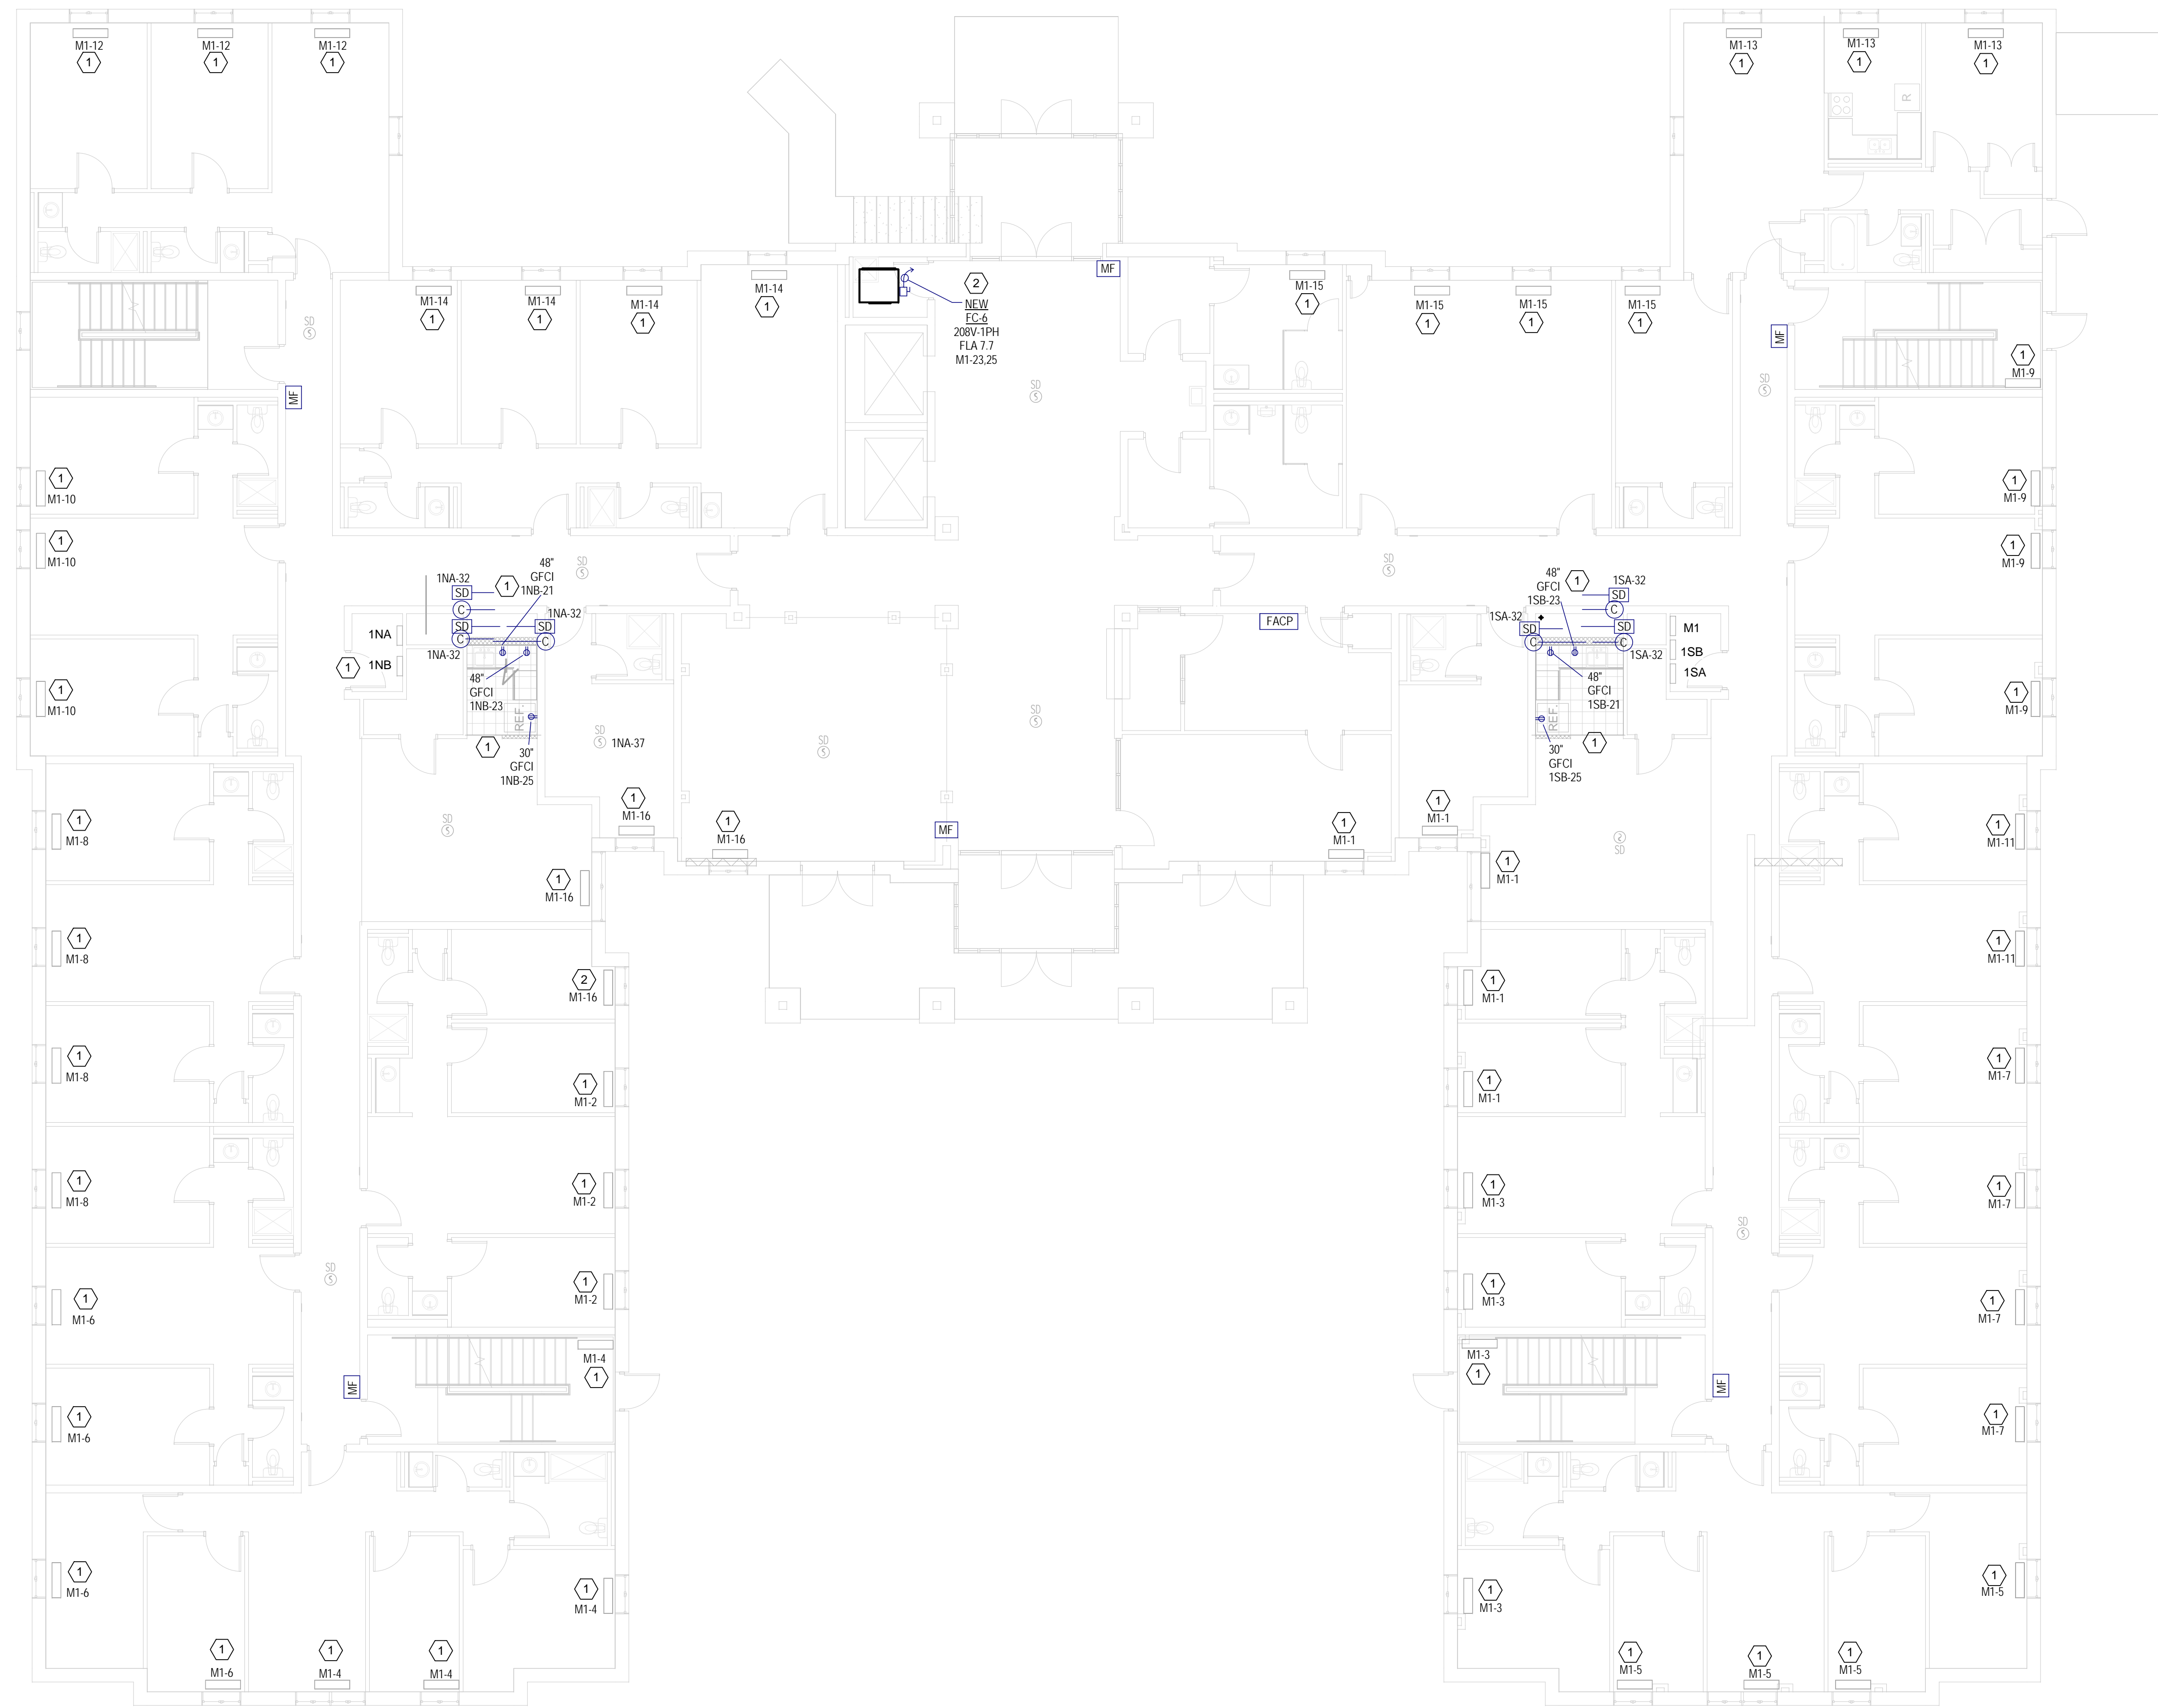 M1-12
1
M1-12
1
M1-12
1
M1-13
1
M1-13
1
M1-13
1
R
M1-14
1
M1-14
1
M1-14
1
M1-14
1
2
NEW
FC-6
208V-1PH
FLA 7.7
M1-23,25
MF
M1-15
1
M1-15
1
M1-15
1
M1-15
1
SD
S
MF
SD
S
SD
S
MF
1
M1-9
1
M1-10
1
M1-10
1
M1-10
1
M1-9
1
M1-9
1
M1-9
SD
S
SD
S
1NA-32
SD
C
1
48"
GFCI
1NB-21
1NA-32
SD
C
SD
C
1NA-32
1NA
1NB
1
48"
GFCI
1NB-23
REF.
1
30"
GFCI
1NB-25
SD
S
1NA-37
FACP
48"
GFCI
1SB-23
1
1SA-32
SD
C
1SA-32
SD
C
SD
C
1SA-32
M1
1SB
1SA
48"
GFCI
1SB-21
REF.
1
30"
GFCI
1SB-25
SD
S
SD
S
SD
S
S
SD
1
M1-16
1
M1-16
MF
1
M1-1
1
M1-1
1
M1-16
1
M1-1
1
M1-8
1
M1-8
1
M1-8
1
M1-8
1
M1-6
1
M1-6
1
M1-6
2
M1-16
1
M1-2
1
M1-2
1
M1-2
SD
S
MF
M1-4
1
1
M1-4
1
M1-6
1
M1-4
1
M1-4
1
M1-1
1
M1-1
1
M1-3
1
M1-3
M1-3
1
1
M1-3
SD
S
MF
1
M1-11
1
M1-11
1
M1-7
1
M1-7
1
M1-7
1
M1-7
1
M1-5
1
M1-5
1
M1-5
1
M1-5